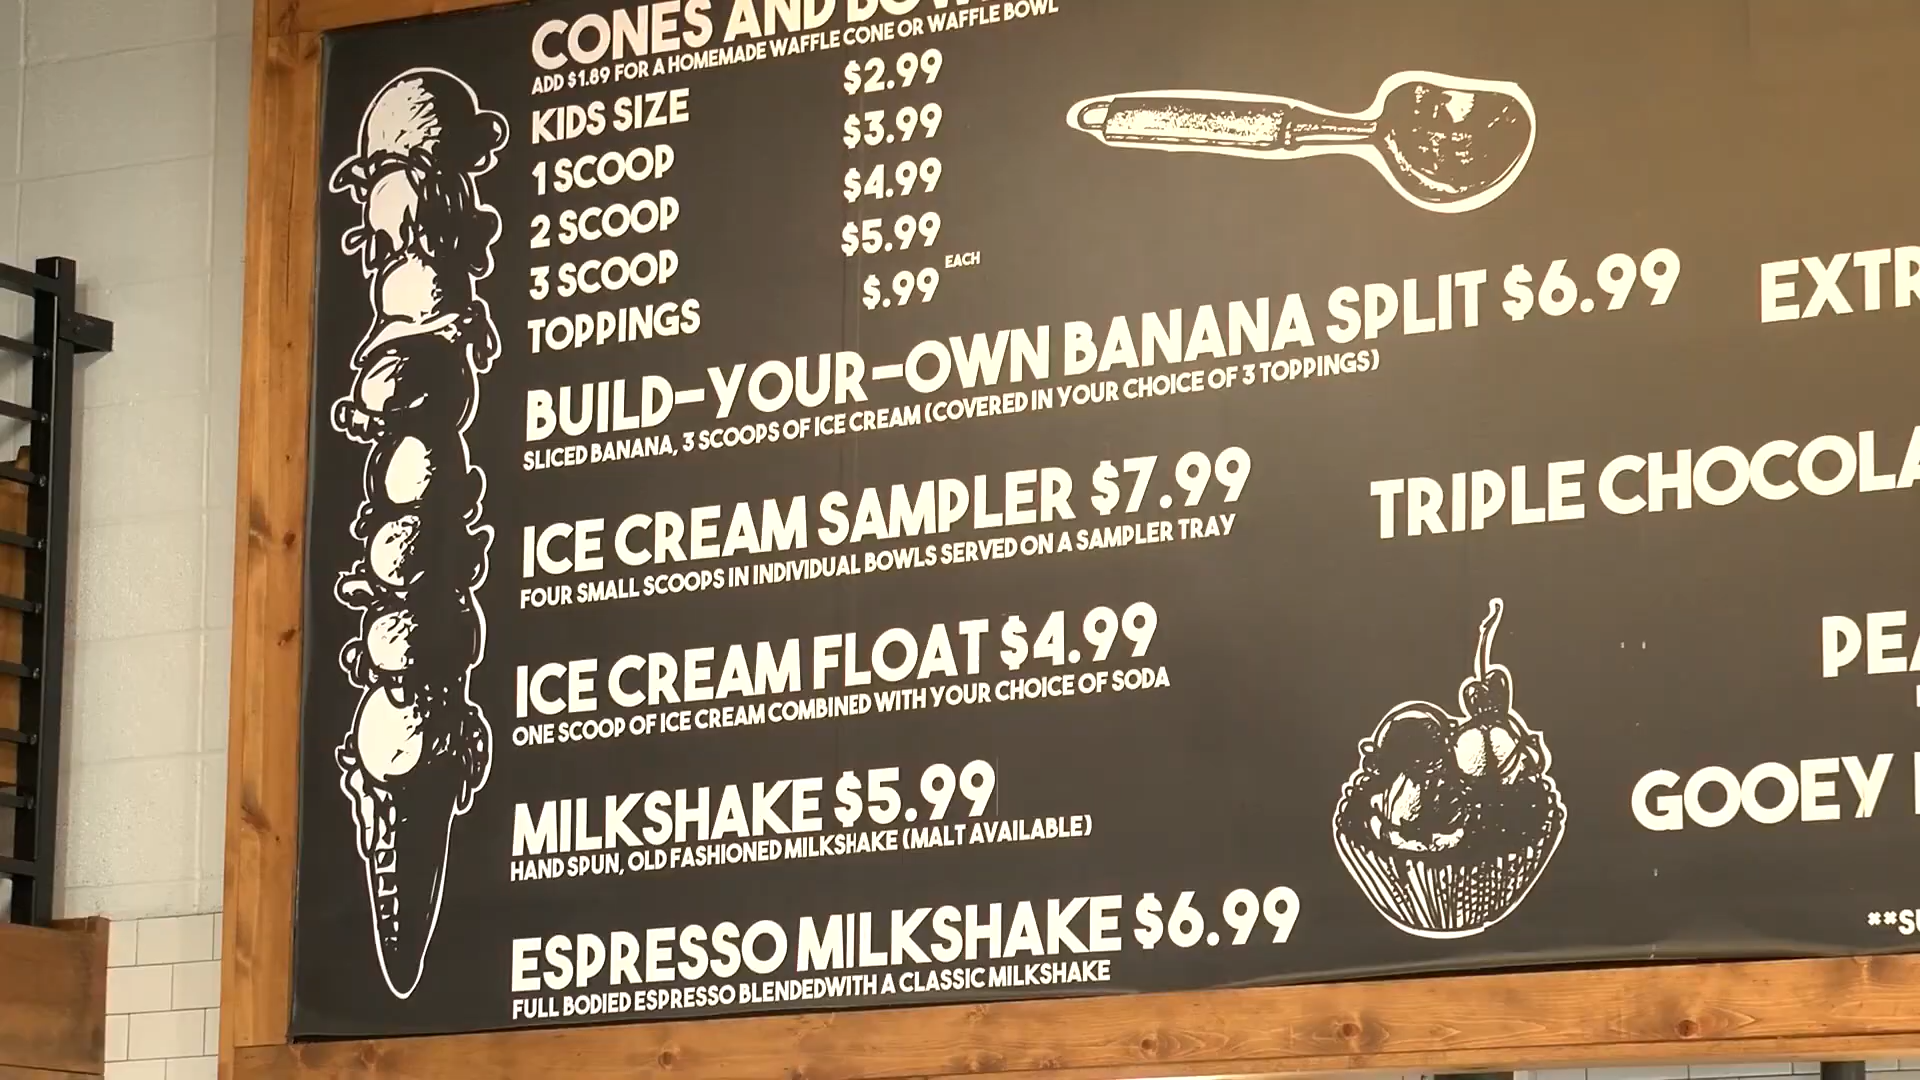 CONES AND
ADD $1.89 FOR A HOMEMADE WAFFLE CONE OR WAFFLE BOWL
KIDS SIZE $2.99
1 SCOOP $3.99
2 SCOOP $4.99
3 SCOOP $5.99
TOPPINGS $.99 EACH
BUILD-YOUR-OWN BANANA SPLIT $6.99
SLICED BANANA, 3 SCOOPS OF ICE CREAM (COVERED IN YOUR CHOICE OF 3 TOPPINGS)
ICE CREAM SAMPLER $7.99
FOUR SMALL SCOOPS IN INDIVIDUAL BOWLS SERVED ON A SAMPLER TRAY
ICE CREAM FLOAT $4.99
ONE SCOOP OF ICE CREAM COMBINED WITH YOUR CHOICE OF SODA
MILKSHAKE $5.99
HAND SPUN, OLD FASHIONED MILKSHAKE (MALT AVAILABLE)
ESPRESSO MILKSHAKE $6.99
FULL BODIED ESPRESSO BLENDEDWITH A CLASSIC MILKSHAKE
EXTR
TRIPLE CHOCOLA
PEA
GOOEY